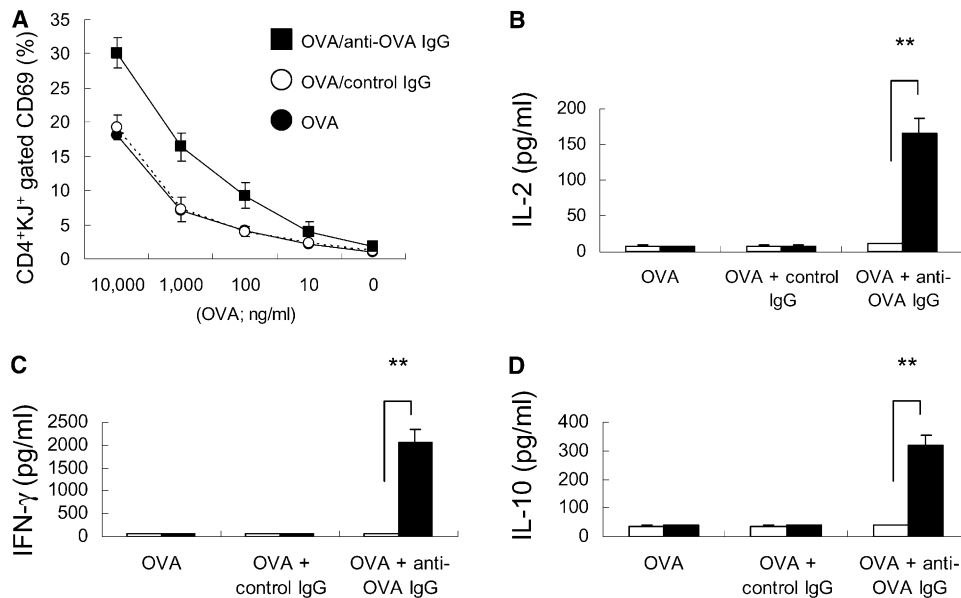 A
CD4+KJ+ gated CD69 (%)
35
30
25
20
15
10
5
0
OVA/anti-OVA IgG
OVA/control IgG
OVA
10,000 1,000 100 10 0
(OVA; ng/ml)
B
**
IL-2 (pg/ml)
200
150
100
50
0
OVA
OVA + control
IgG
OVA + anti-
OVA IgG
C
**
IFN-γ (pg/ml)
2500
2000
1500
1000
500
0
OVA
OVA +
control IgG
OVA + anti-
OVA IgG
D
**
IL-10 (pg/ml)
400
300
200
100
0
OVA
OVA +
control IgG
OVA + anti-
OVA IgG